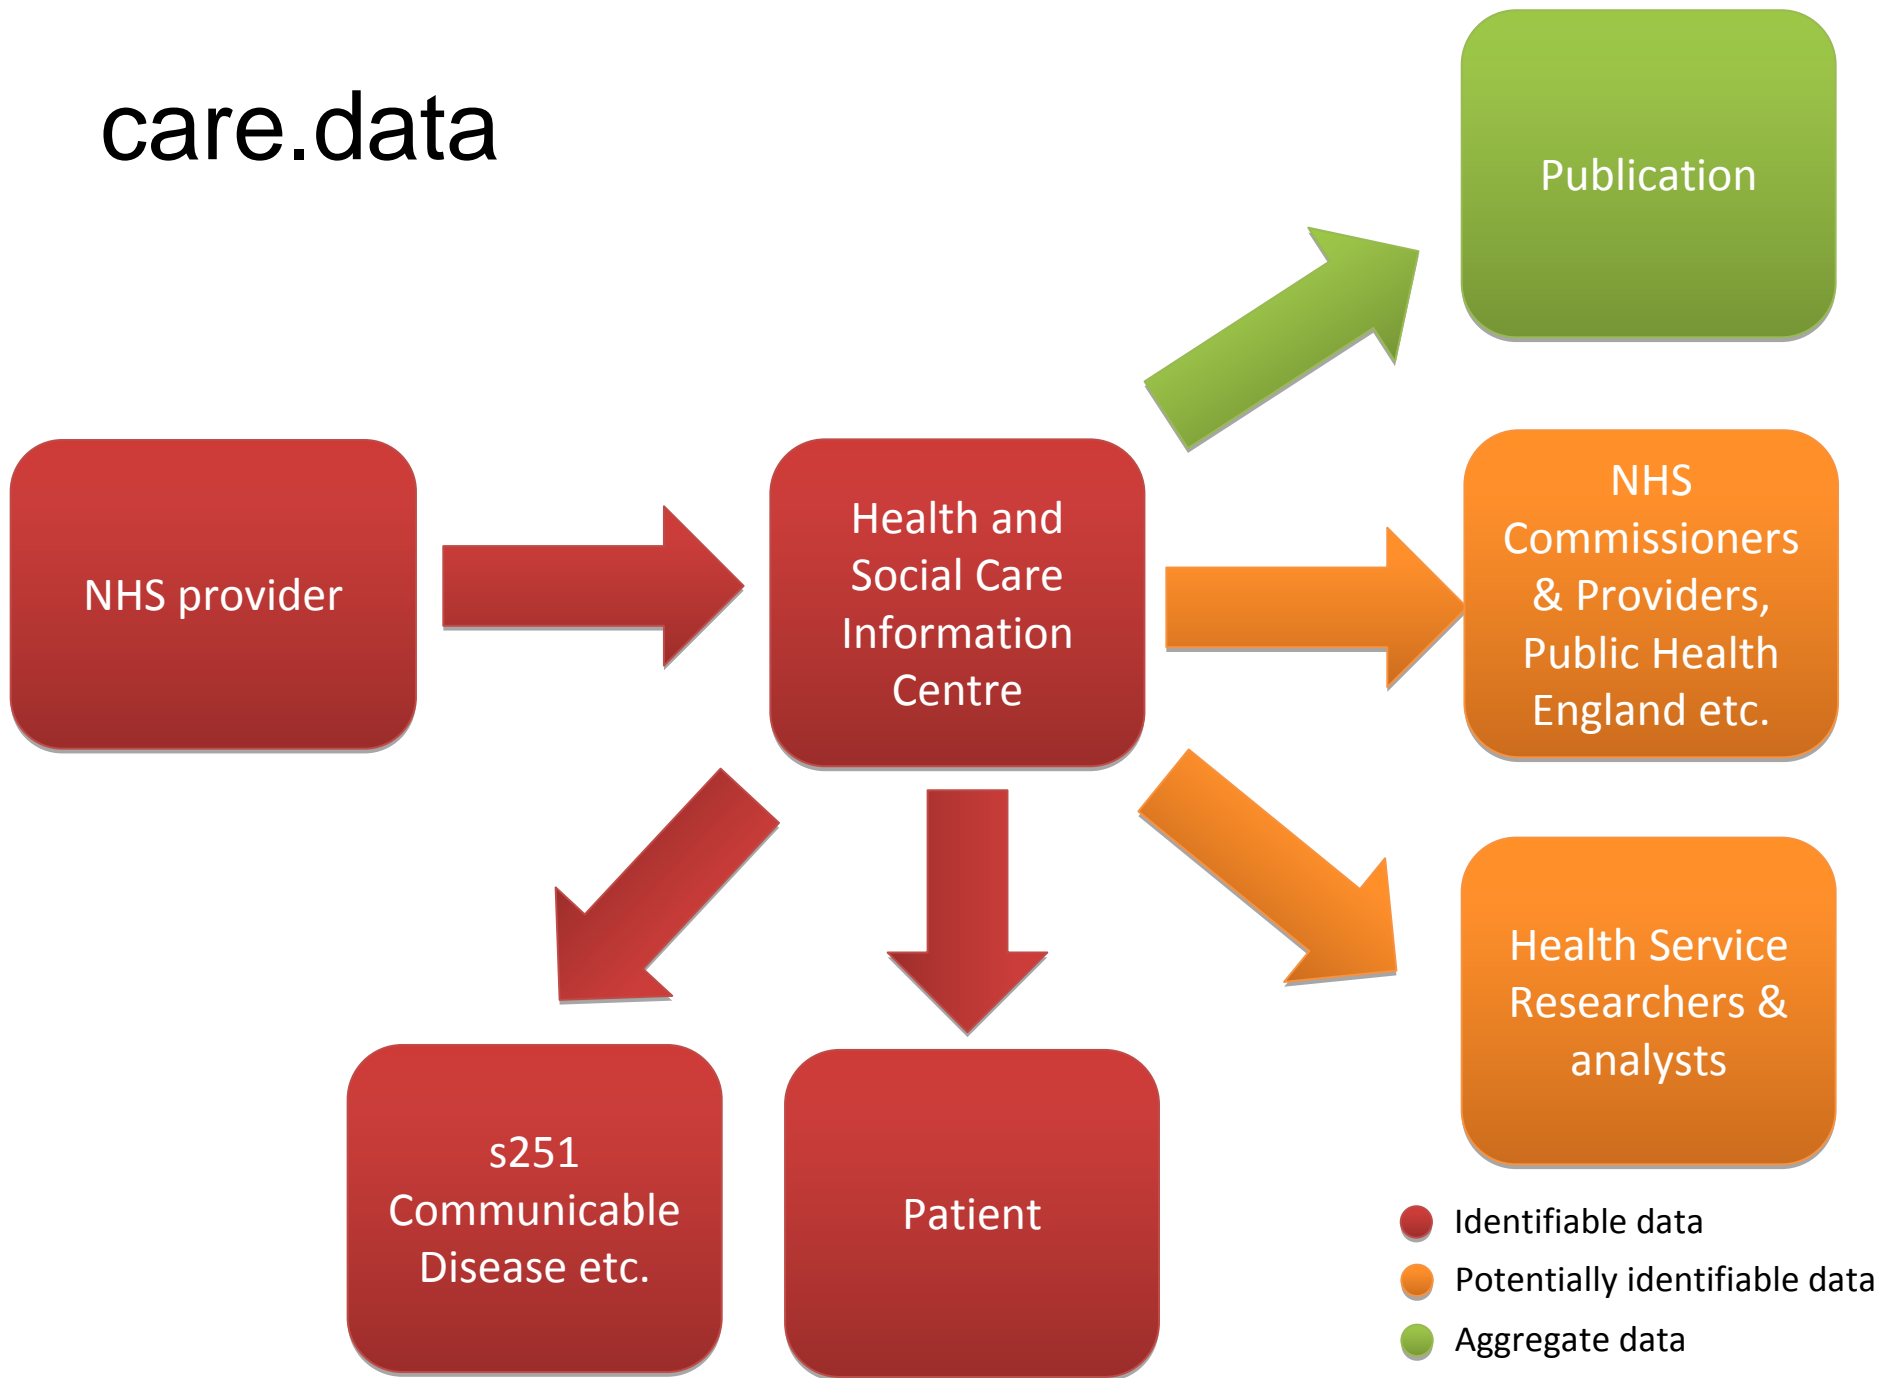 care.data
Publication
NHS provider
Health and
Social Care
Information
Centre
NHS
Commissioners
& Providers,
Public Health
England etc.
Health Service
Researchers &
analysts
s251
Communicable
Disease etc.
Patient
Identifiable data
Potentially identifiable data
Aggregate data